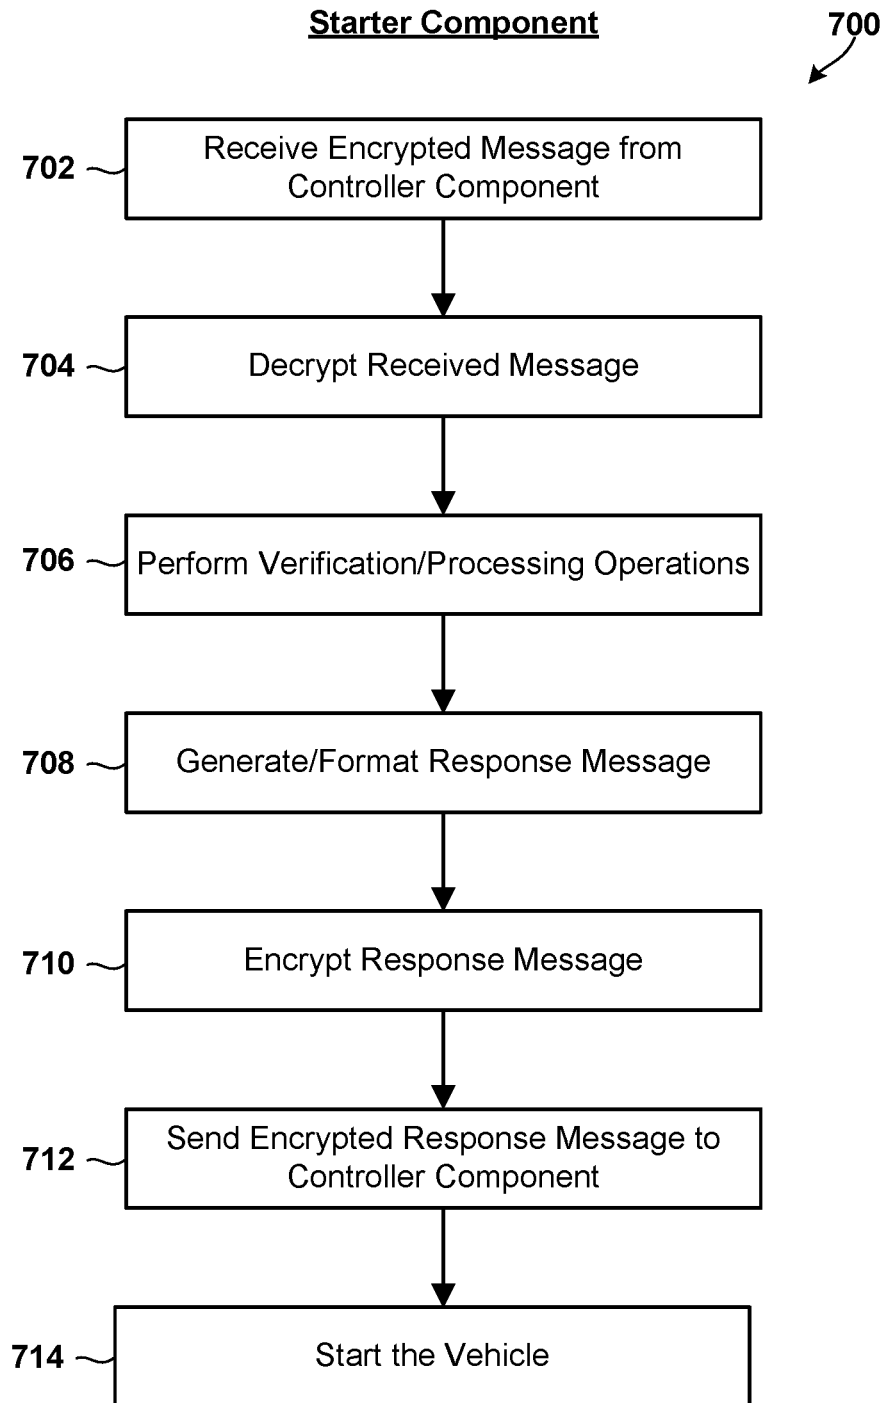 Starter Component
700
702
Receive Encrypted Message from
Controller Component
704
Decrypt Received Message
706
Perform Verification/Processing Operations
708
Generate/Format Response Message
710
Encrypt Response Message
712
Send Encrypted Response Message to
Controller Component
714
Start the Vehicle